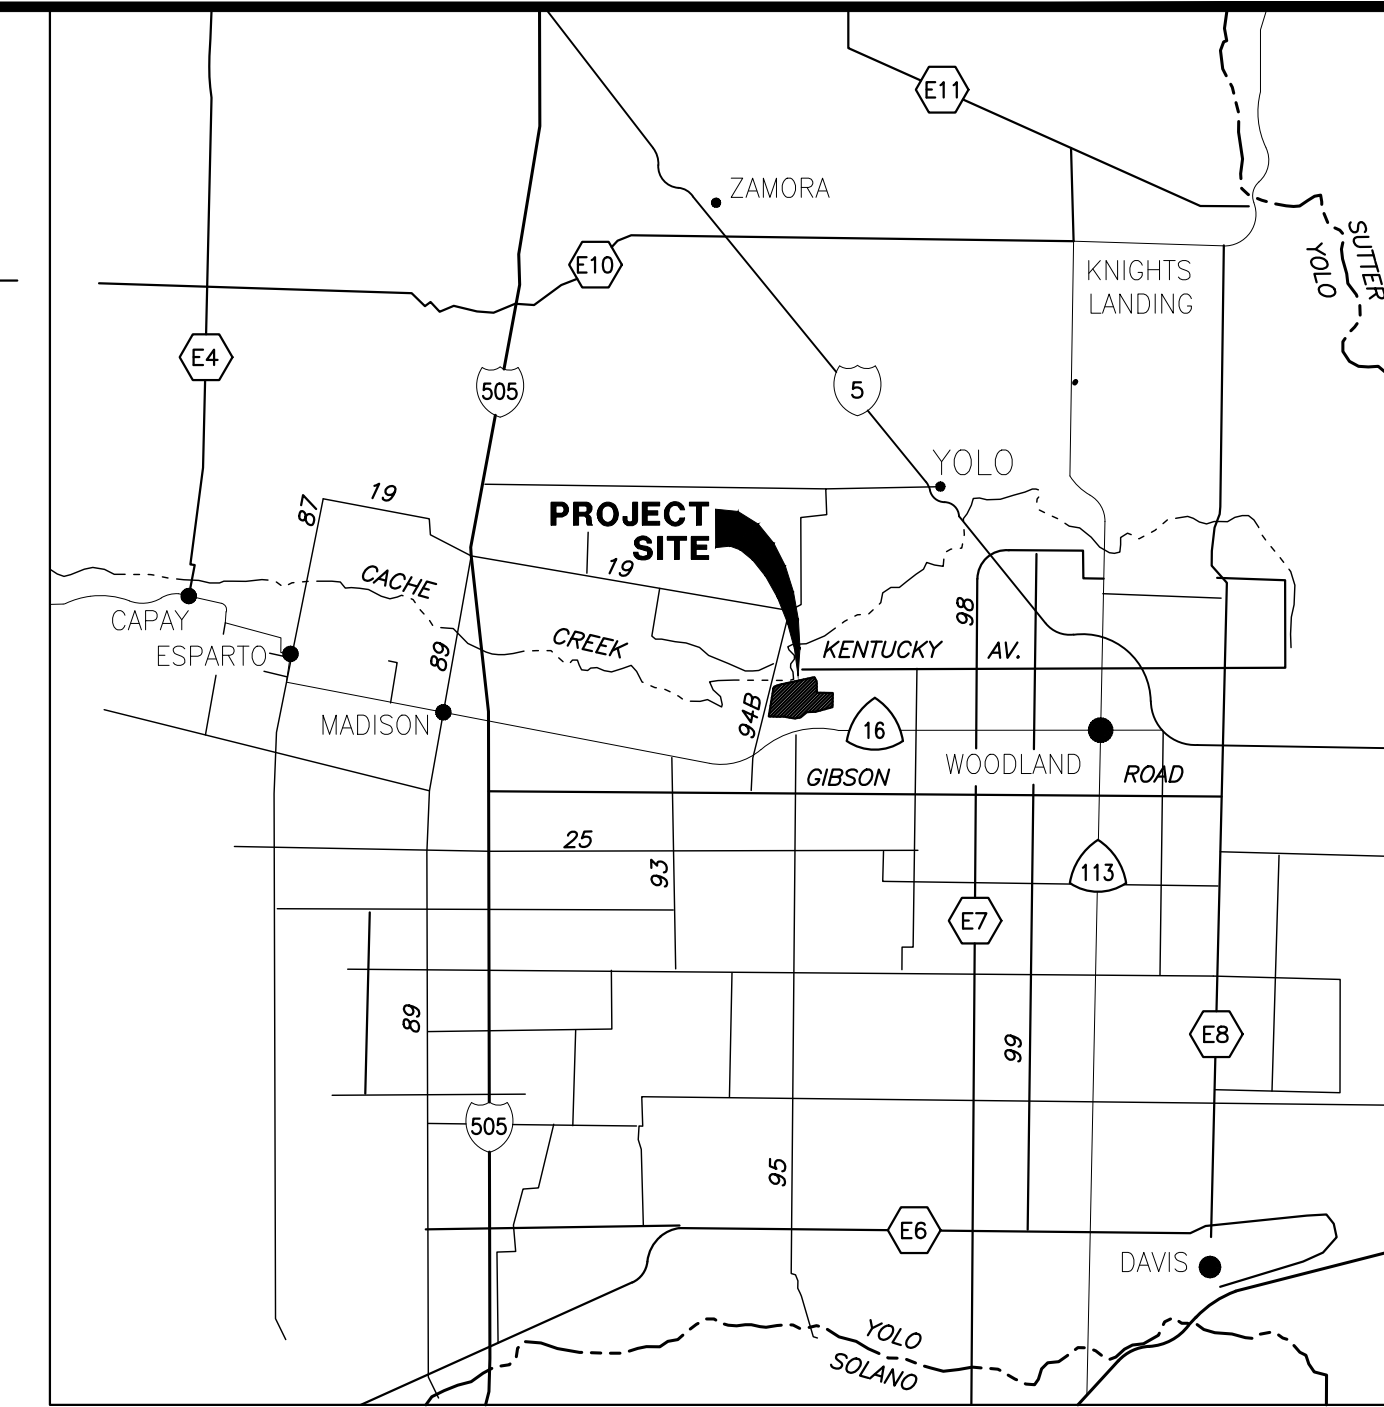 E11
ZAMORA
E10
KNIGHTS
LANDING
SUTTER
YOLO
E4
505
5
YOLO
19
87
PROJECT
SITE
19
CACHE
CREEK
CAPAY
ESPARTO
89
98
KENTUCKY AV.
MADISON
94B
16
WOODLAND
GIBSON ROAD
25
93
113
E7
89
99
E8
505
95
E6
DAVIS
YOLO
SOLANO